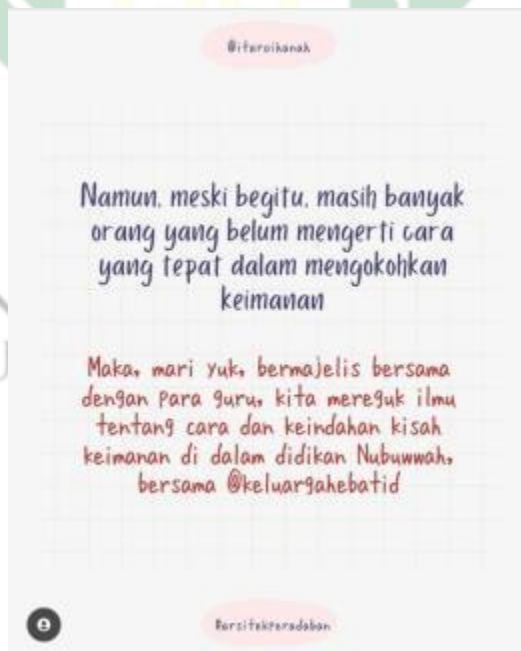 @iferoihanah
Namun, meski begitu, masih banyak
orang yang belum mengerti cara
yang tepat dalam mengokohkan
keimanan
Maka, mari yuk, bermajelis bersama
dengan para guru, kita mereguk ilmu
tentang cara dan keindahan kisah
keimanan di dalam didikan Nubuwwah,
bersama @keluargahebatid